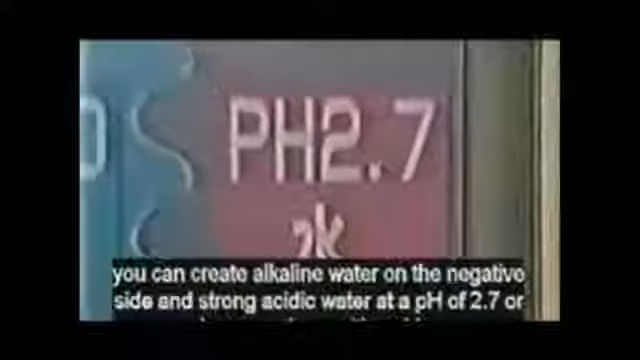 PH2.7
水
you can create alkaline water on the negative
side and strong acidic water at a pH of 2.7 or